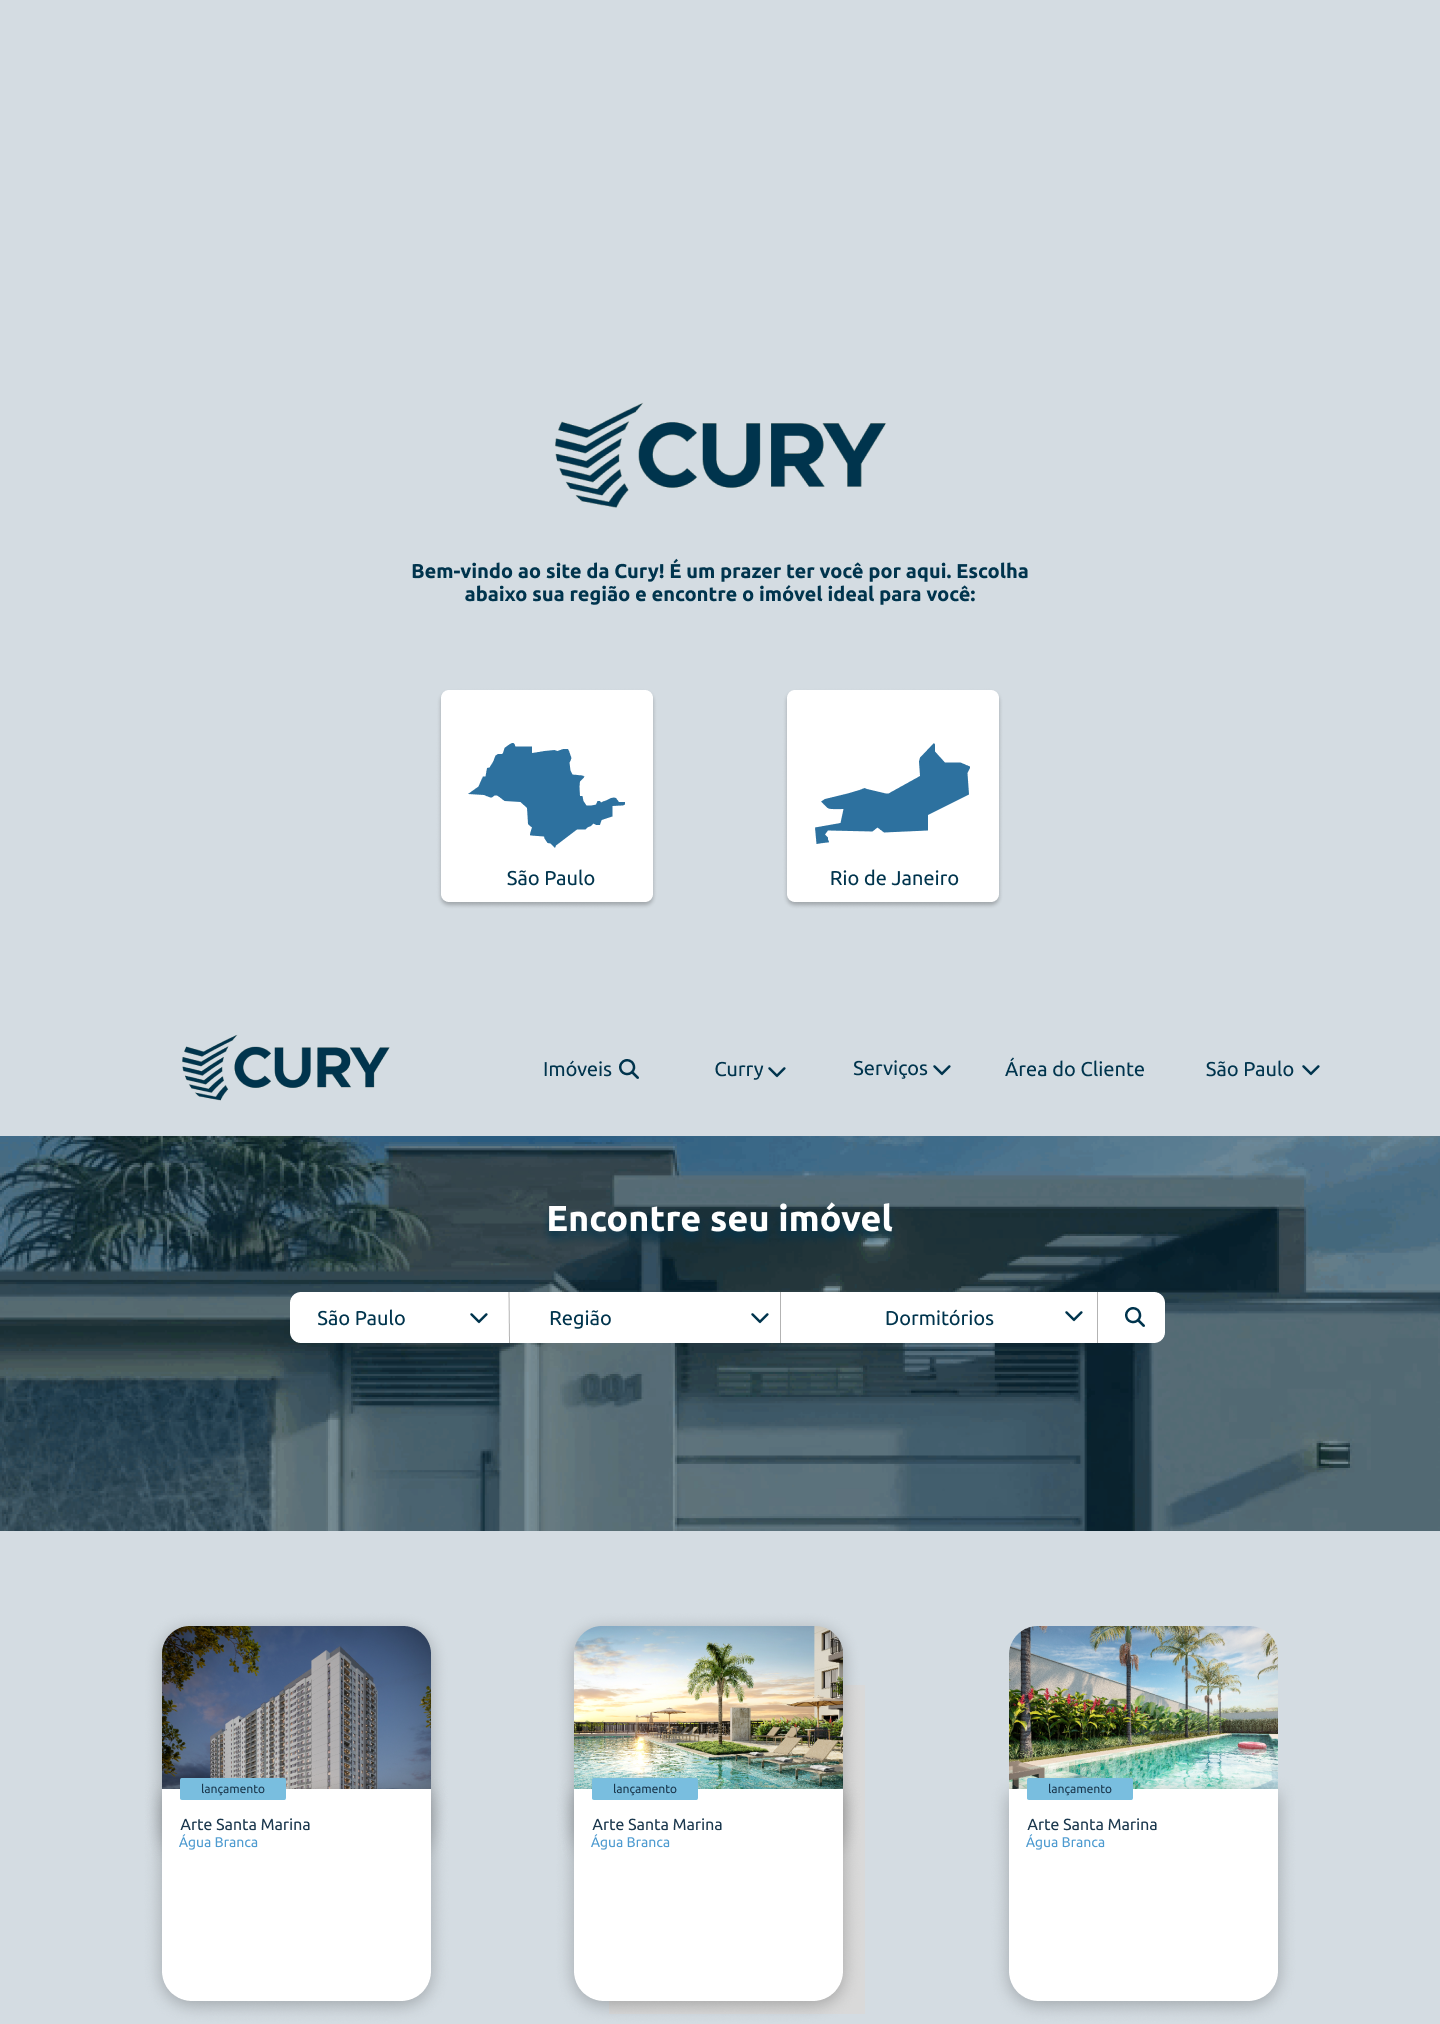 CURY
Bem-vindo ao site da Cury! É um prazer ter você por aqui. Escolha
abaixo sua região e encontre o imóvel ideal para você:
São Paulo
Rio de Janeiro
CURY
Imóveis
Curry
Serviços
Área do Cliente
São Paulo
Encontre seu imóvel
São Paulo
Região
Dormitórios
001
lançamento
Arte Santa Marina
Água Branca
lançamento
Arte Santa Marina
Água Branca
lançamento
Arte Santa Marina
Água Branca